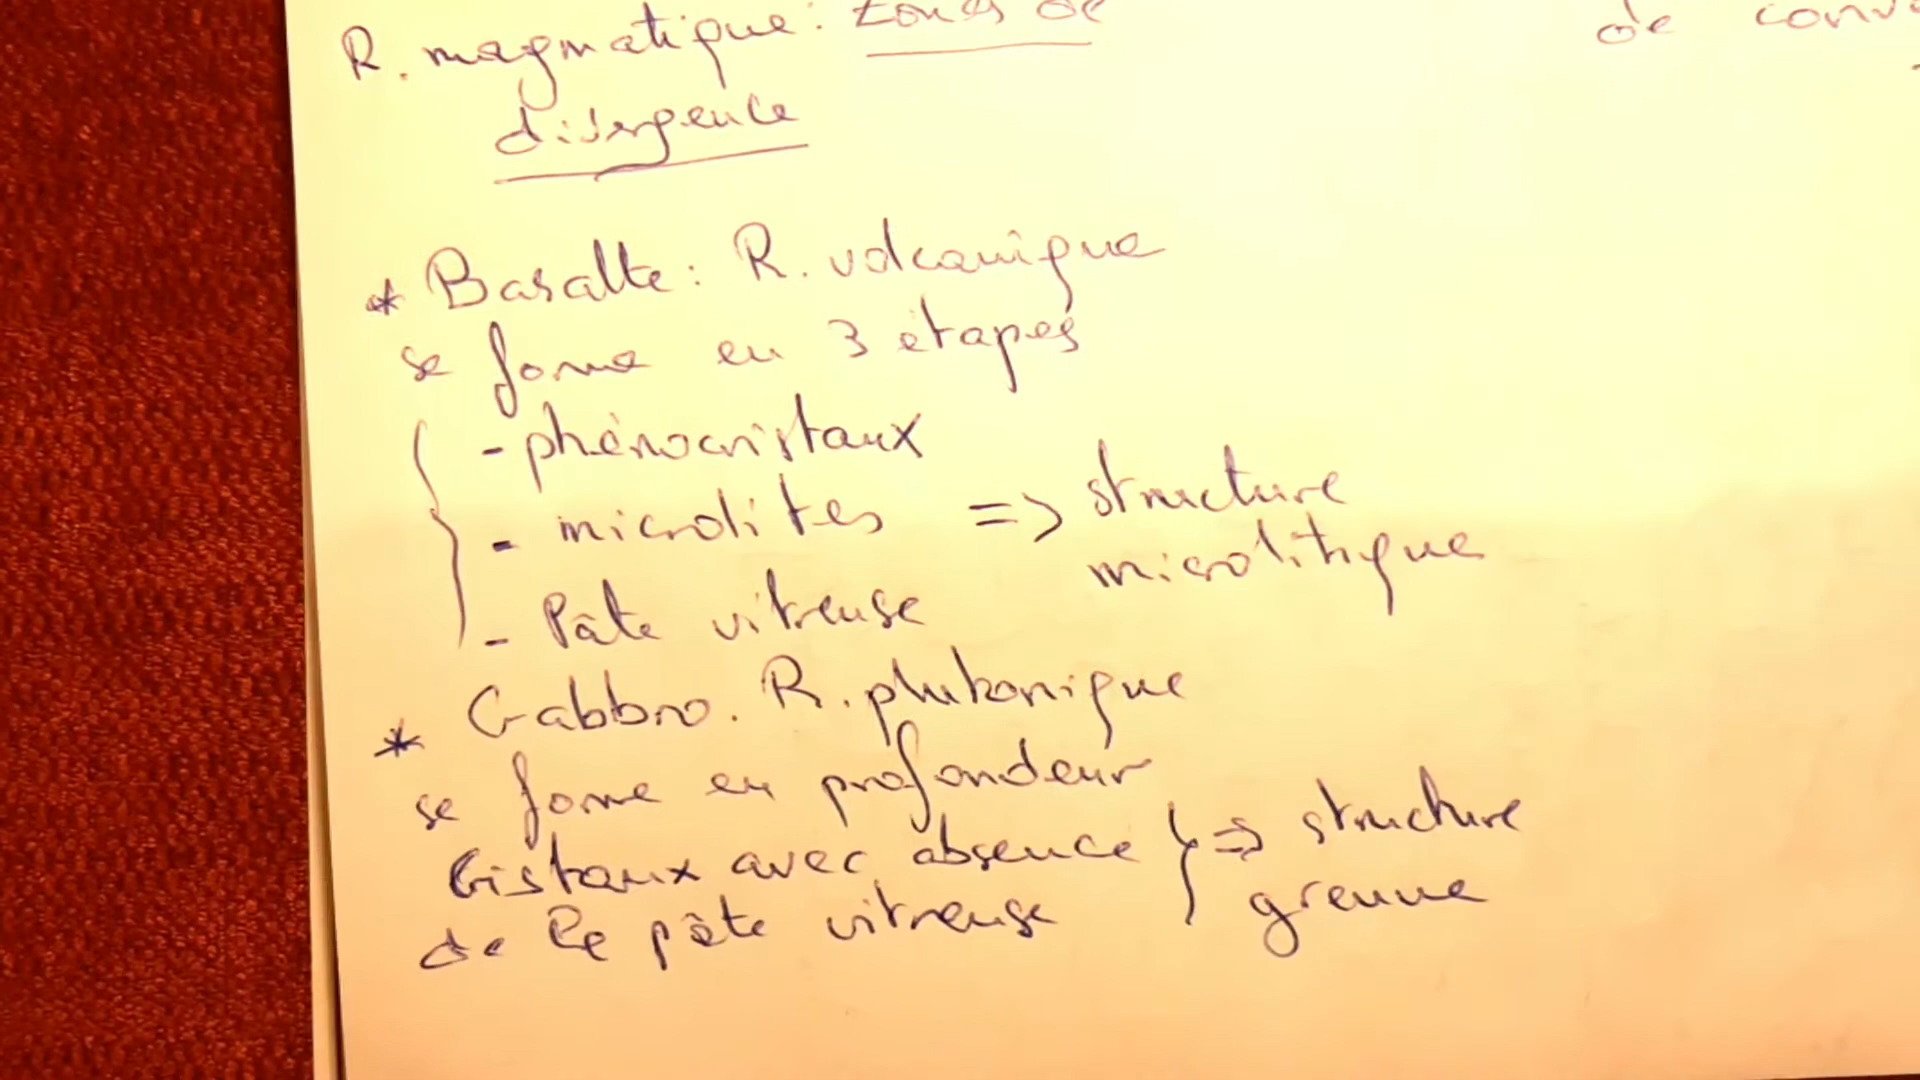 R. magmatique: zones de
divergence
de conv
* Basalte: R. volcanique
se forme en 3 étapes
- phénocristaux
- microlites => structure
microlitique
- Pâte vitreuse
* Gabbro. R. plutonique
se forme en profondeur
Cristaux avec absence => structure
grenue
de la pâte vitreuse